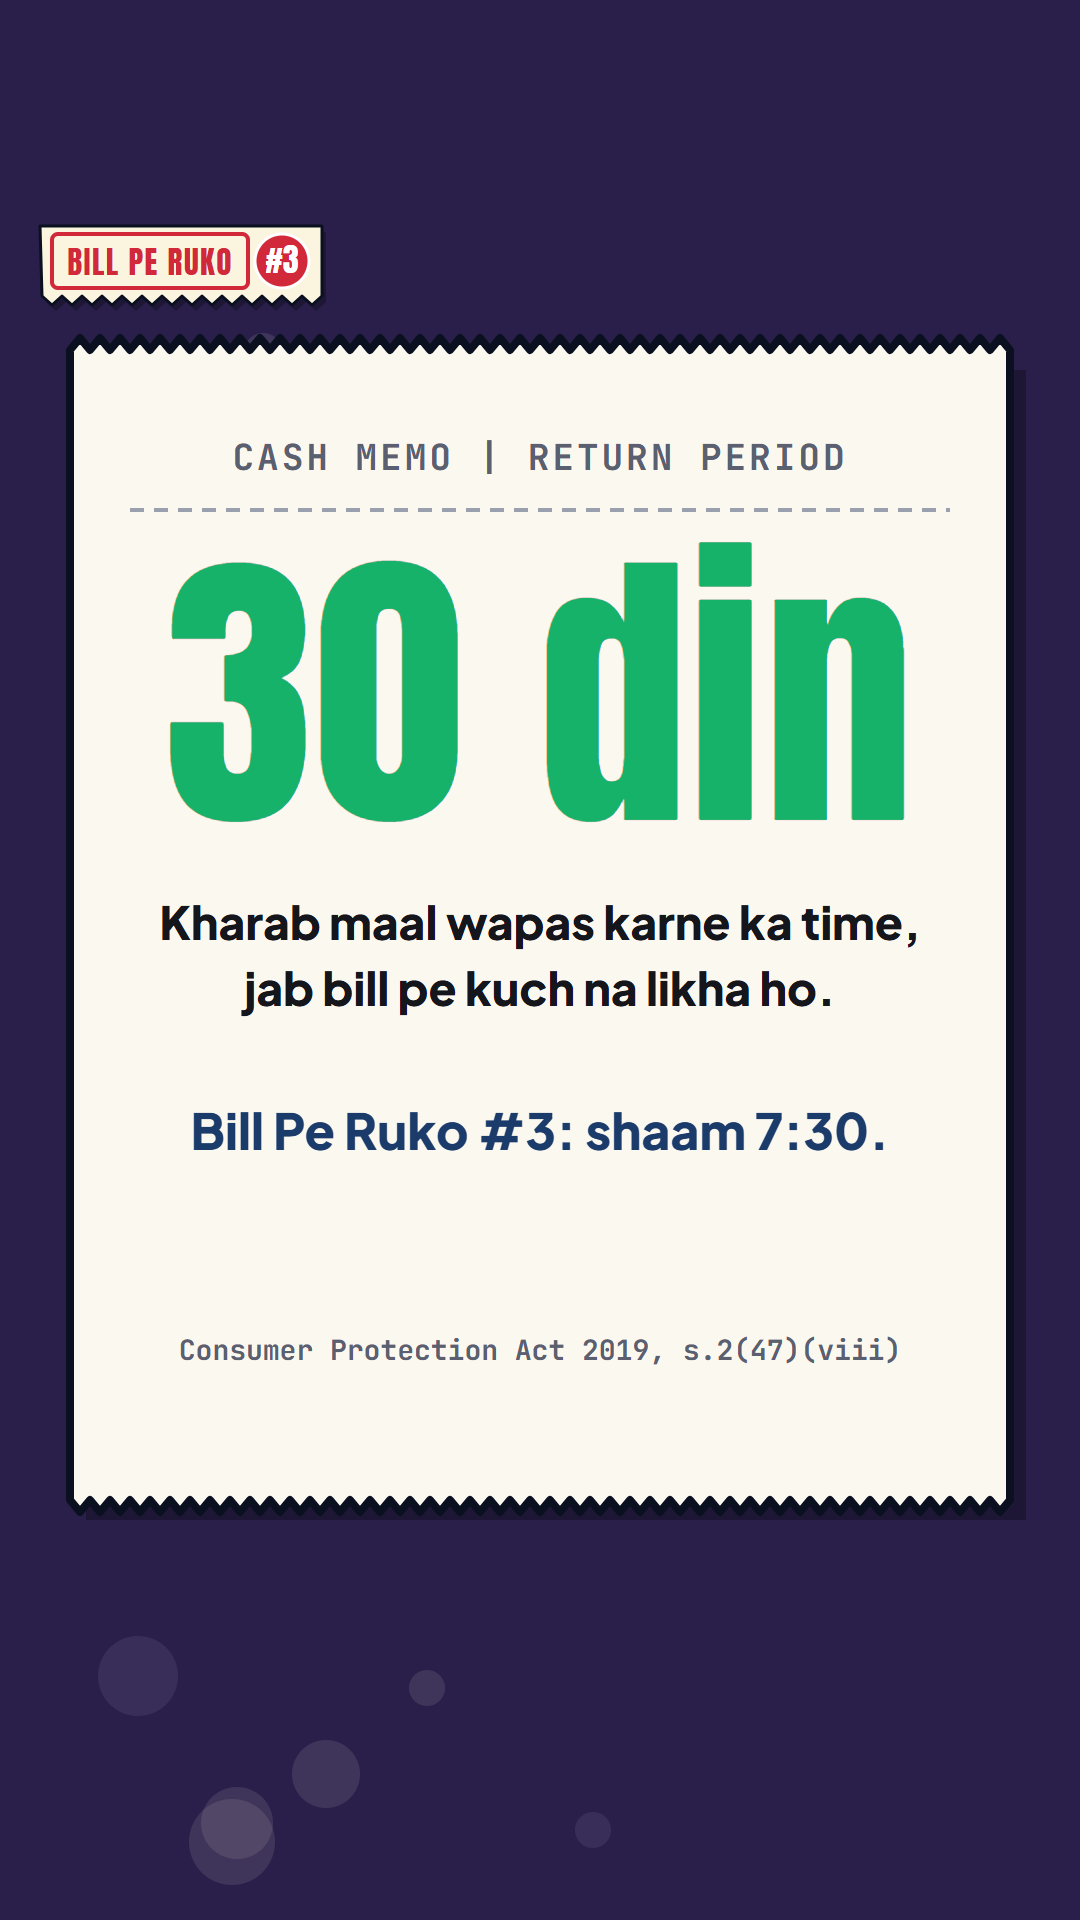 BILL PE RUKO #3
CASH MEMO | RETURN PERIOD
30 din
Kharab maal wapas karne ka time,
jab bill pe kuch na likha ho.
Bill Pe Ruko #3: shaam 7:30.
Consumer Protection Act 2019, s.2(47)(viii)